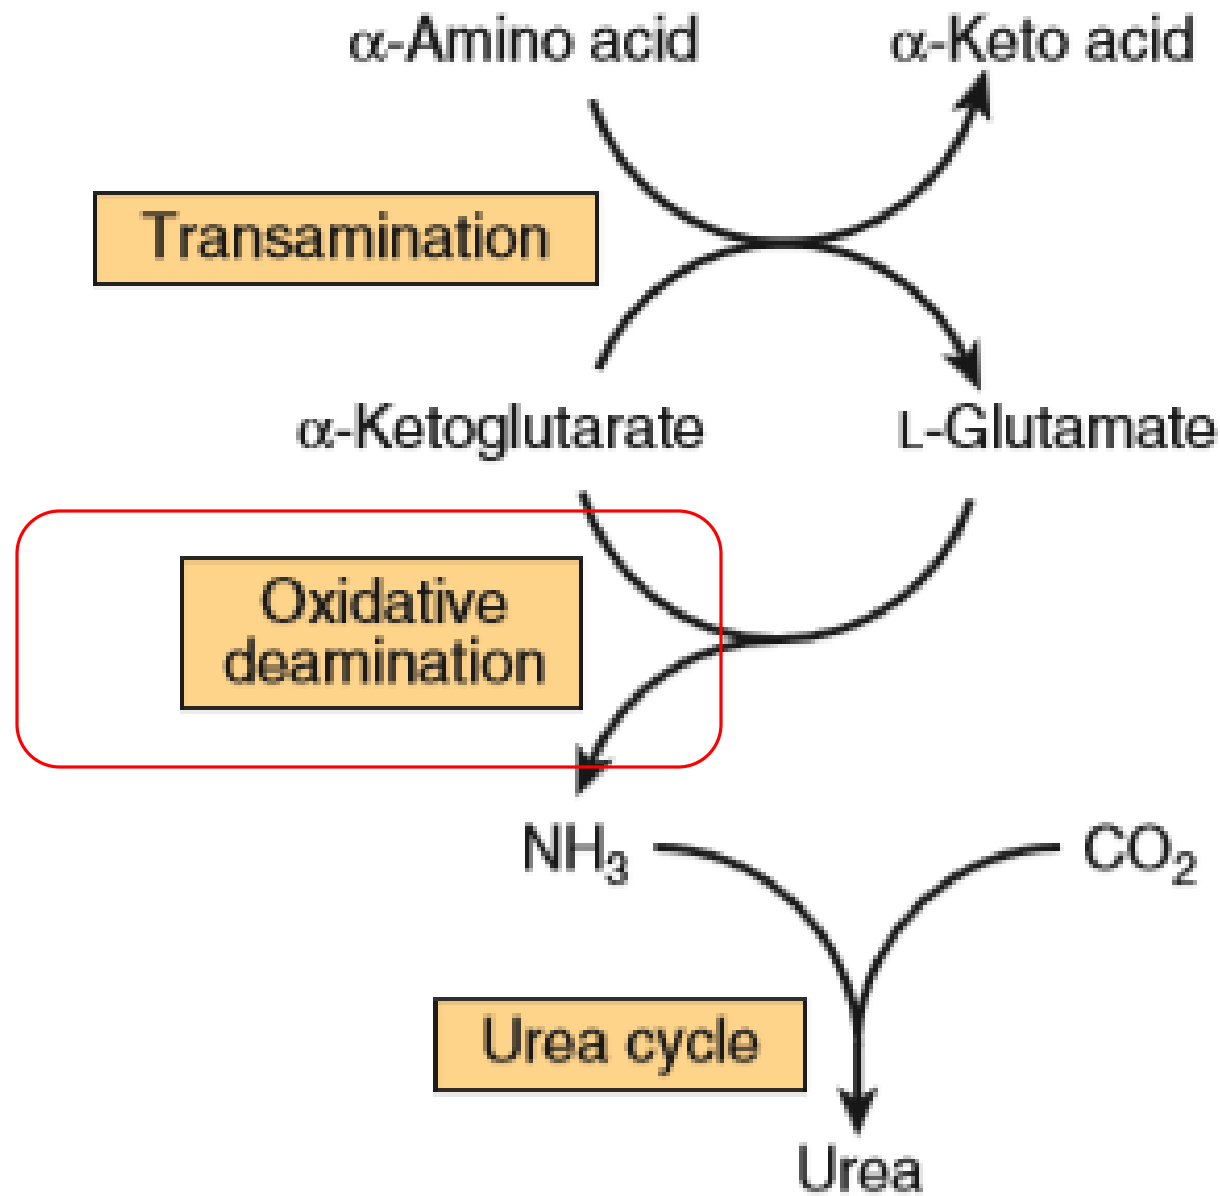 α-Amino acid
α-Keto acid
Transamination
α-Ketoglutarate
L-Glutamate
Oxidative
deamination
NH₃
CO₂
Urea cycle
Urea